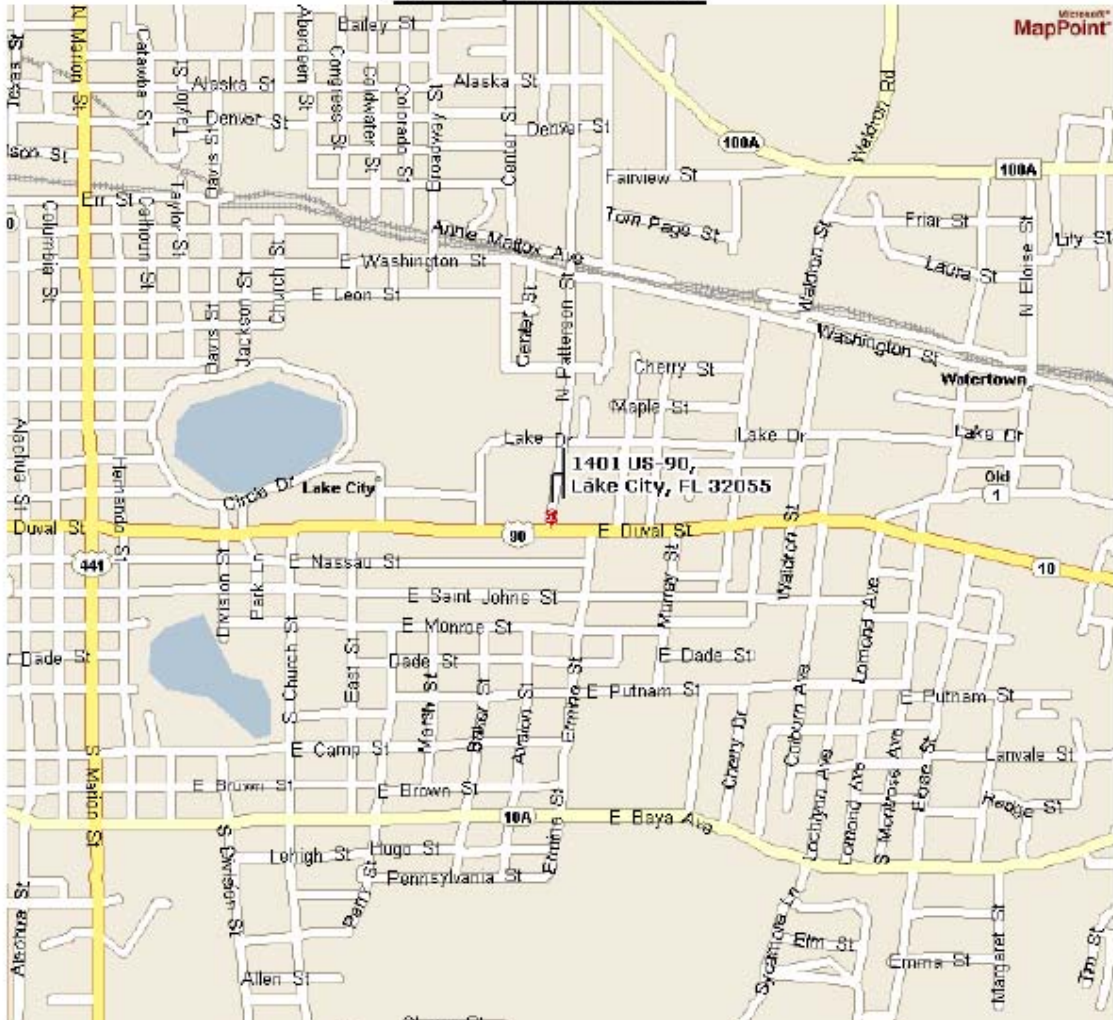 Microsoft
MapPoint
Bailey St
Texas St
N Marion St
Catawba St
Taylor St
Aberdeen St
Congress St
Coldwater St
Colorado St
Broadway St
Alaska St
Alaska St
Denver St
Center St
Denver St
100A
Waldron Rd
100A
son St
Davis St
Fairview St
Err St
Columbia St
Calhoun St
Taylor St
Tom Page St
Friar St
Annie Mattox Ave
Lily St
E Washington St
Laura St
E Leon St
Church St
Jackson St
Davis St
Center St
N Patterson St
Waldron St
N Eloise St
Washington St
Cherry St
Watertown
Maple St
Lake Dr
Lake Dr
Lake Dr
Alachua St
Hernando St
1401 US-90,
Lake City, FL 32055
Circle Dr
Lake City
Old
1
Duval St
90
E Duval St
441
10
E Nassau St
Division St
Park Ln
E Saint Johns St
Murray St
Waldron St
Lomond Ave
E Monroe St
Dade St
Dade St
E Dade St
S Church St
East St
Marsh St
Baker St
Avalon St
Ermine St
E Putnam St
E Putnam St
E Camp St
Cherry Dr
Colburn Ave
Lanvale St
S Marion St
E Brown St
E Brown St
Lochlynn Ave
Lomond Ave
S Montrose Ave
Hedge St
10A
E Baya Ave
Ermine St
S Division St
Lehigh St
Hugo St
Pennsylvania St
Perry St
Alachua St
Sycamore Ln
Elm St
Emma St
Margaret St
Allen St